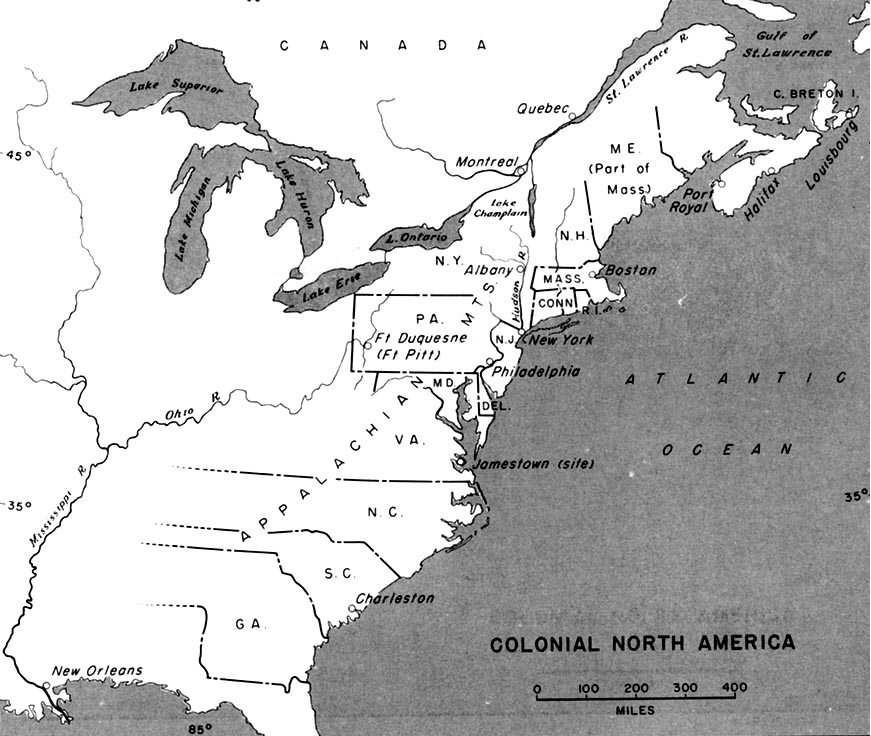 CANADA
Gulf of
St. Lawrence
St. Lawrence R.
C. BRETON I.
Louisbourg
Lake Superior
Quebec
45°
Montreal
M E.
(Part of
Mass.)
Port
Royal
Halifax
Lake Michigan
Lake Huron
Lake
Champlain
L. Ontario
N.H.
N.Y.
Albany
Hudson R
MASS.
Boston
Lake Erie
CONN
R.I.
PA.
N.J.
New York
Ft Duquesne
(Ft Pitt)
Philadelphia
MD.
DEL.
ATLANTIC
OCEAN
Ohio R
APPALACHIAN MTS.
VA.
Jamestown (site)
Mississippi R
35°
35°
N.C.
S.C.
Charleston
GA.
COLONIAL NORTH AMERICA
New Orleans
0 100 200 300 400
MILES
85°